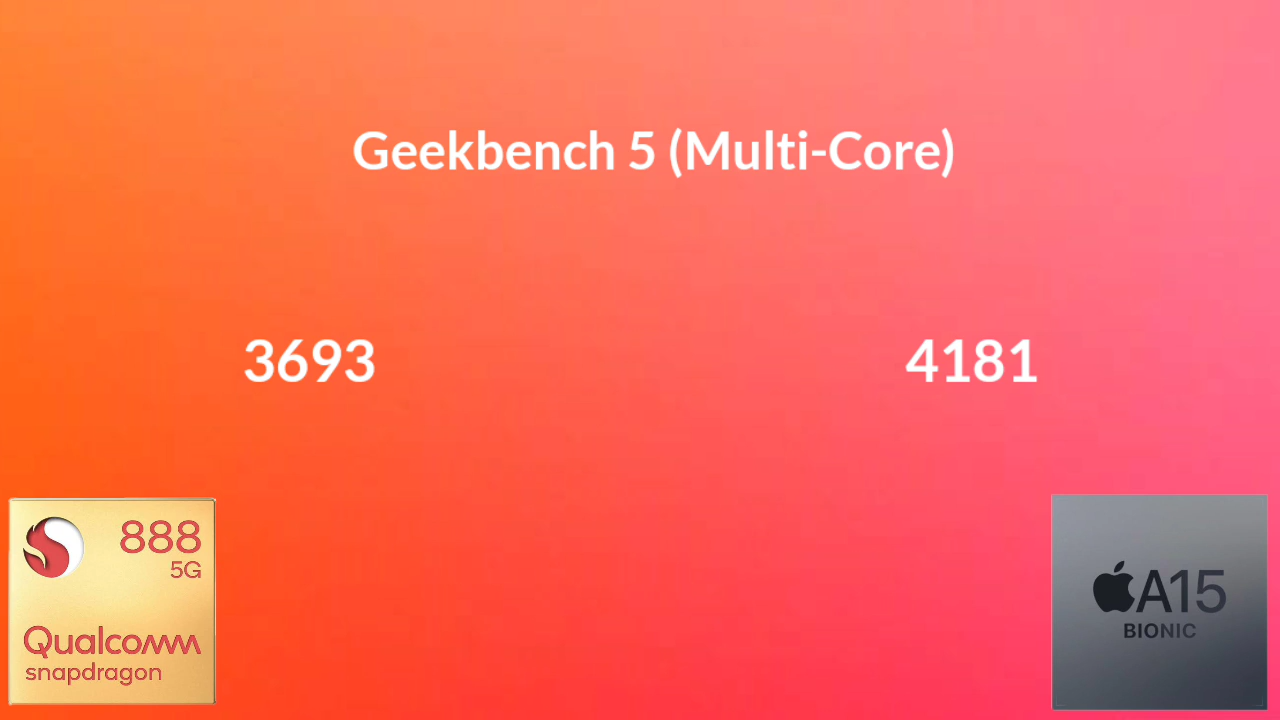 Geekbench 5 (Multi-Core)
3693
4181
888
5G
Qualcomm
snapdragon
A15
BIONIC